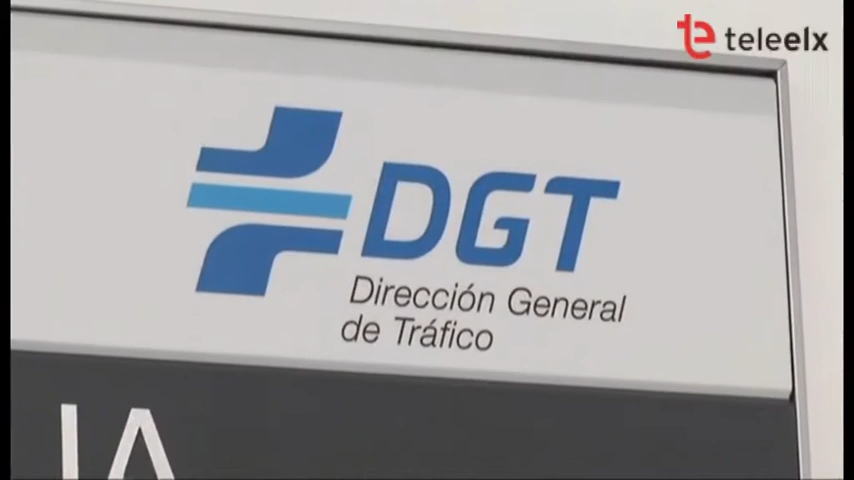 teleelx
DGT
Dirección General
de Tráfico